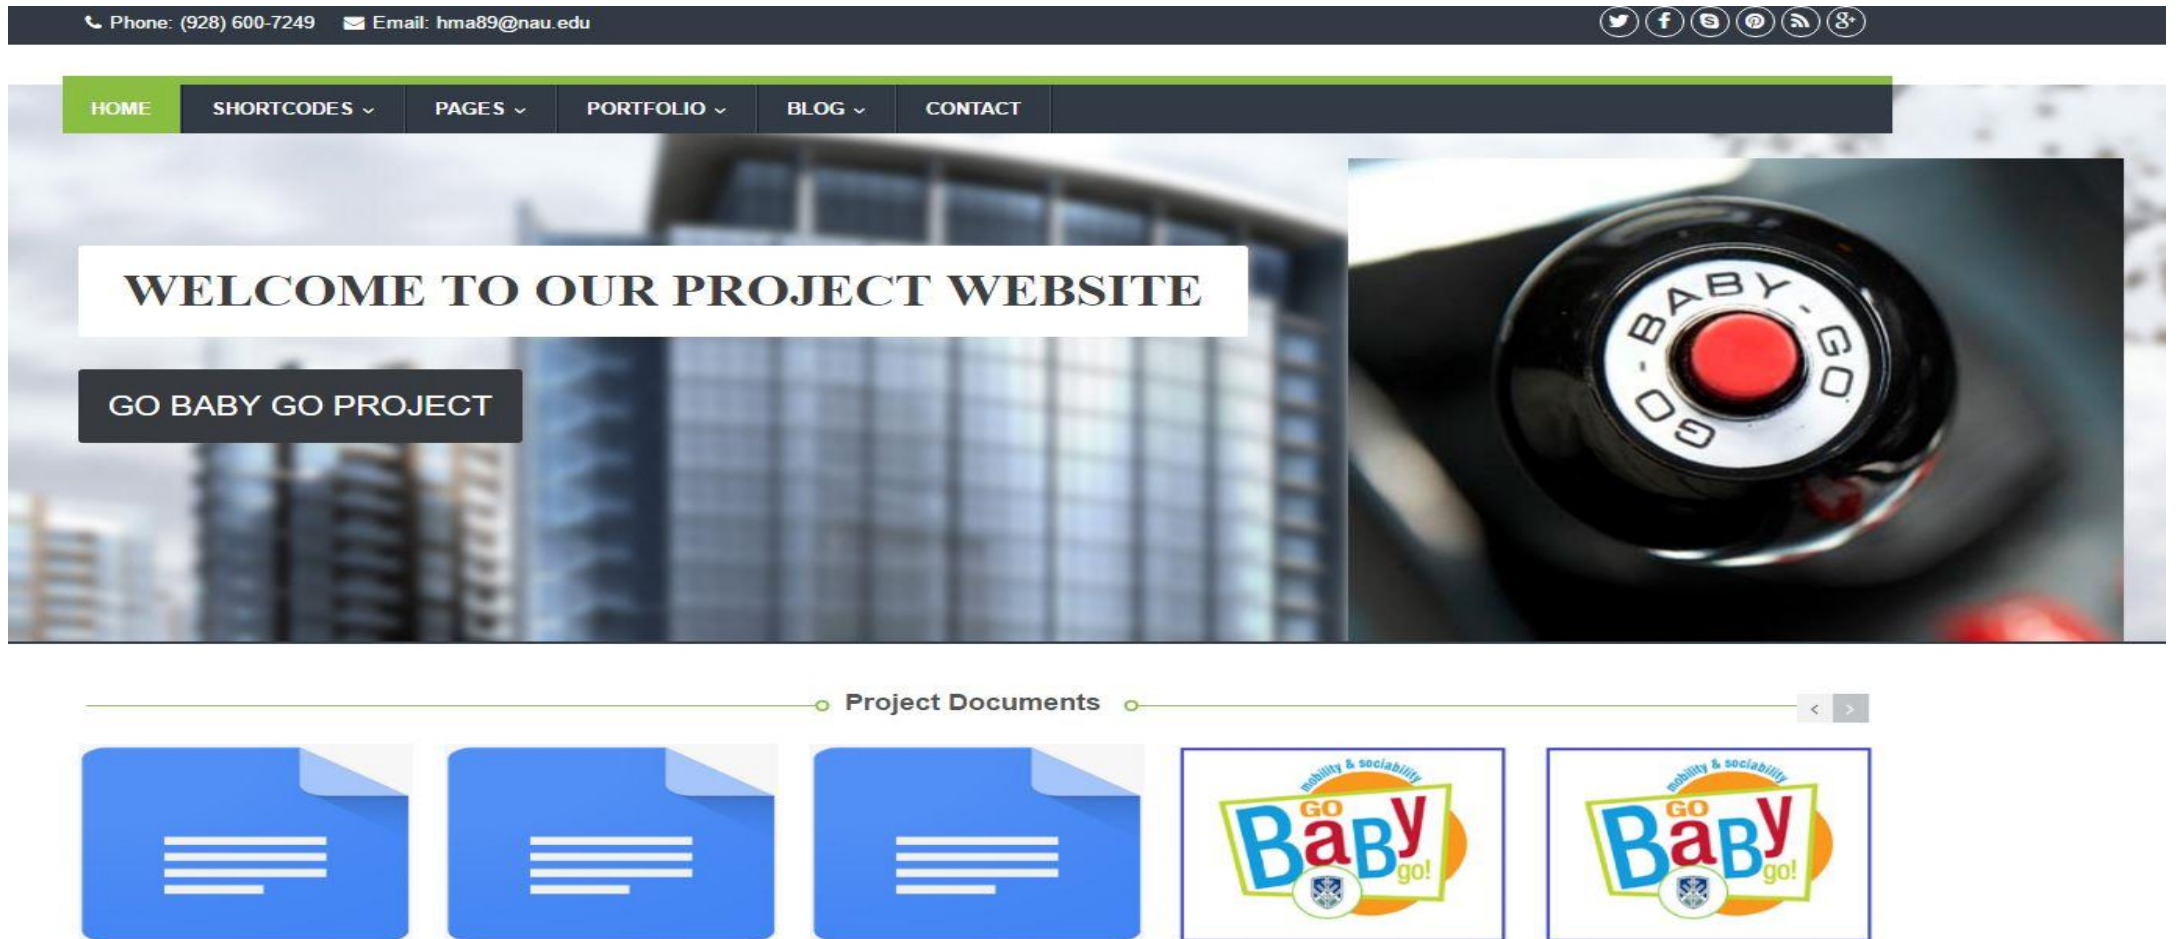 Phone: (928) 600-7249 Email: hma89@nau.edu
HOME SHORTCODES PAGES PORTFOLIO BLOG CONTACT
WELCOME TO OUR PROJECT WEBSITE
GO BABY GO PROJECT
GO-BABY-GO
Project Documents
mobility & sociability
GO
BaBy
go!
mobility & sociability
GO
BaBy
go!